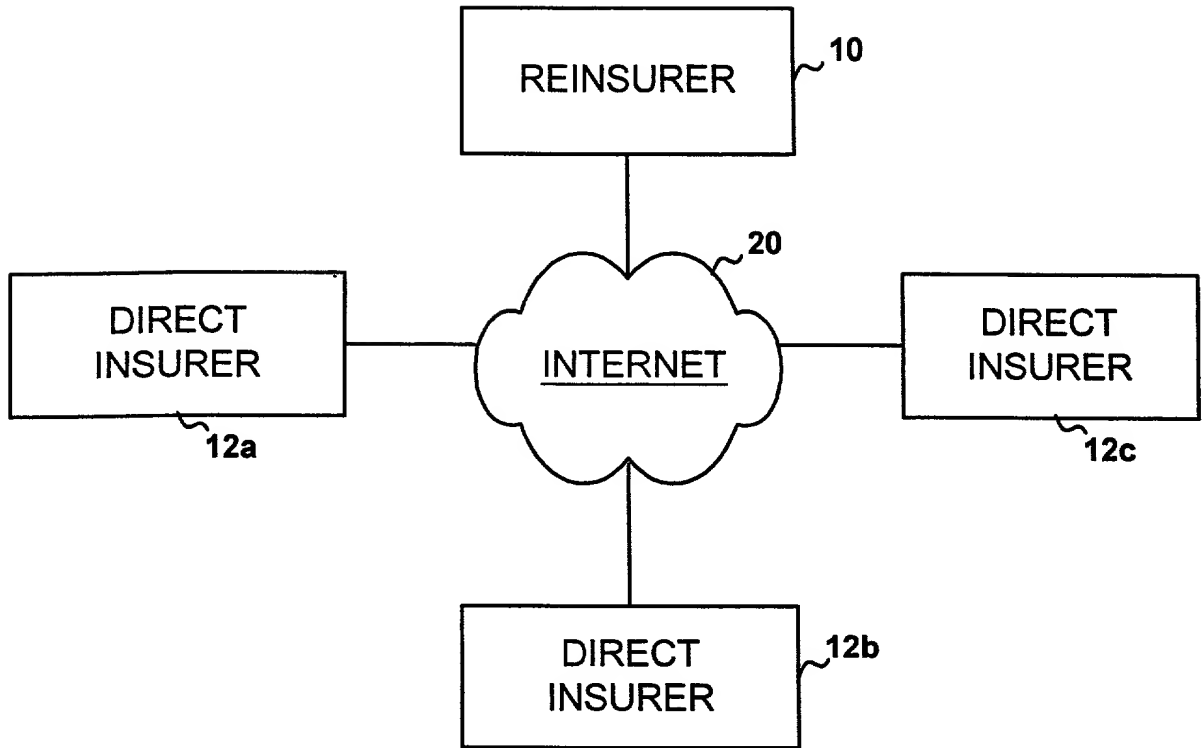 10
REINSURER
20
DIRECT
INSURER
12a
INTERNET
DIRECT
INSURER
12c
DIRECT
INSURER
12b